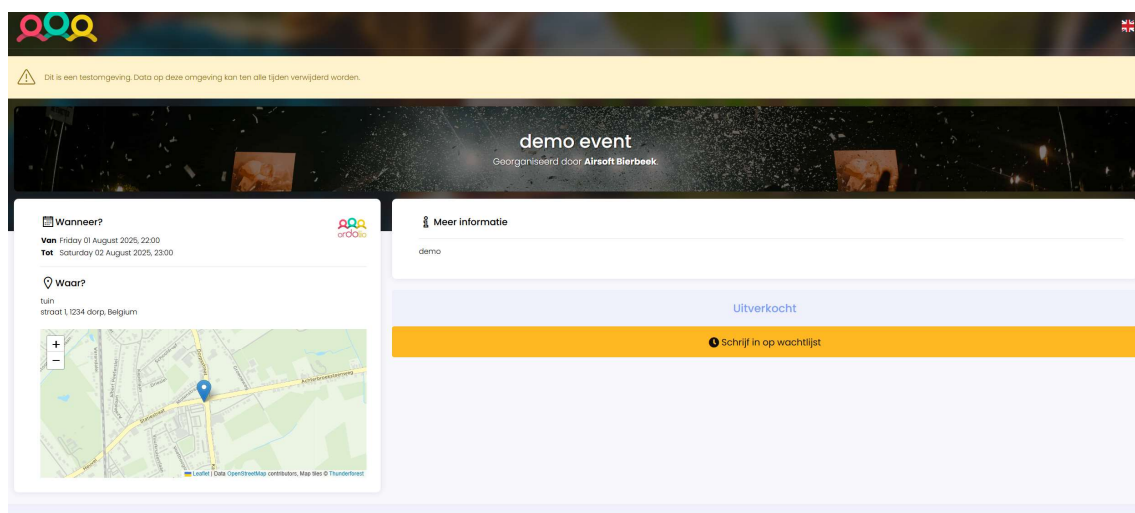 Dit is een testomgeving. Data op deze omgeving kan ten alle tijden verwijderd worden.
demo event
Georganiseerd door Airsoft Bierbeek.
Wanneer?
ordolio
Van Friday 01 August 2025, 22:00
Tot Saturday 02 August 2025, 23:00
Waar?
tuin
straat 1, 1234 dorp, Belgium
+
−
Leaflet | Data OpenStreetMap contributors, Map tiles © Thunderforest
Meer informatie
demo
Uitverkocht
Schrijf in op wachtlijst